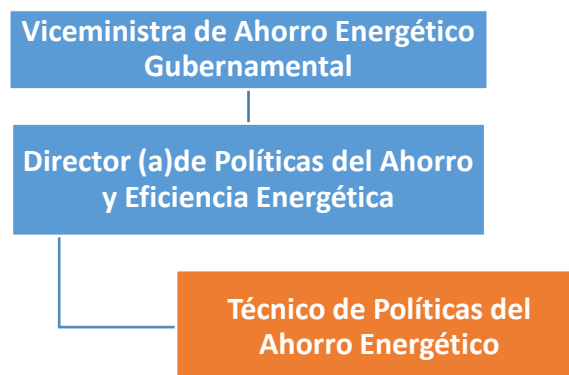 Viceministra de Ahorro Energético
Gubernamental
Director (a)de Políticas del Ahorro
y Eficiencia Energética
Técnico de Políticas del
Ahorro Energético